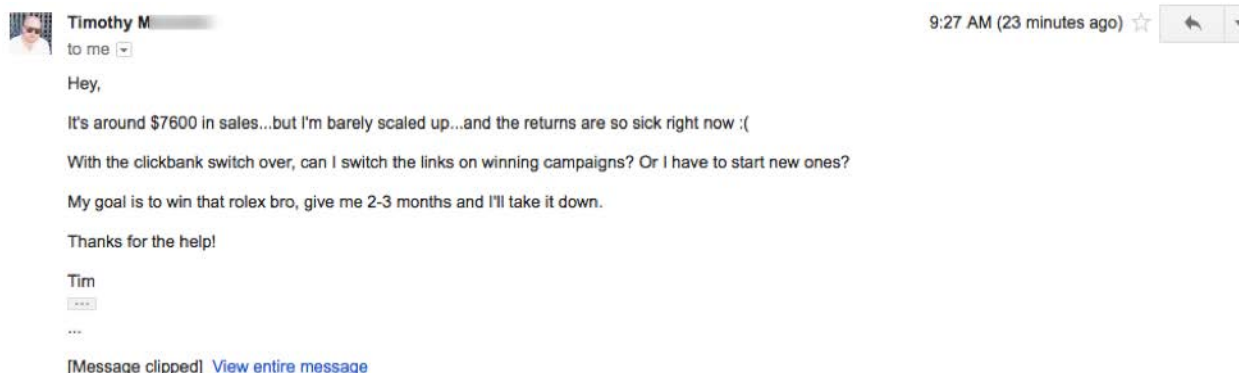 Timothy M
9:27 AM (23 minutes ago)
to me
Hey,
It's around $7600 in sales...but I'm barely scaled up...and the returns are so sick right now :(
With the clickbank switch over, can I switch the links on winning campaigns? Or I have to start new ones?
My goal is to win that rolex bro, give me 2-3 months and I'll take it down.
Thanks for the help!
Tim
...
[Message clipped] View entire message